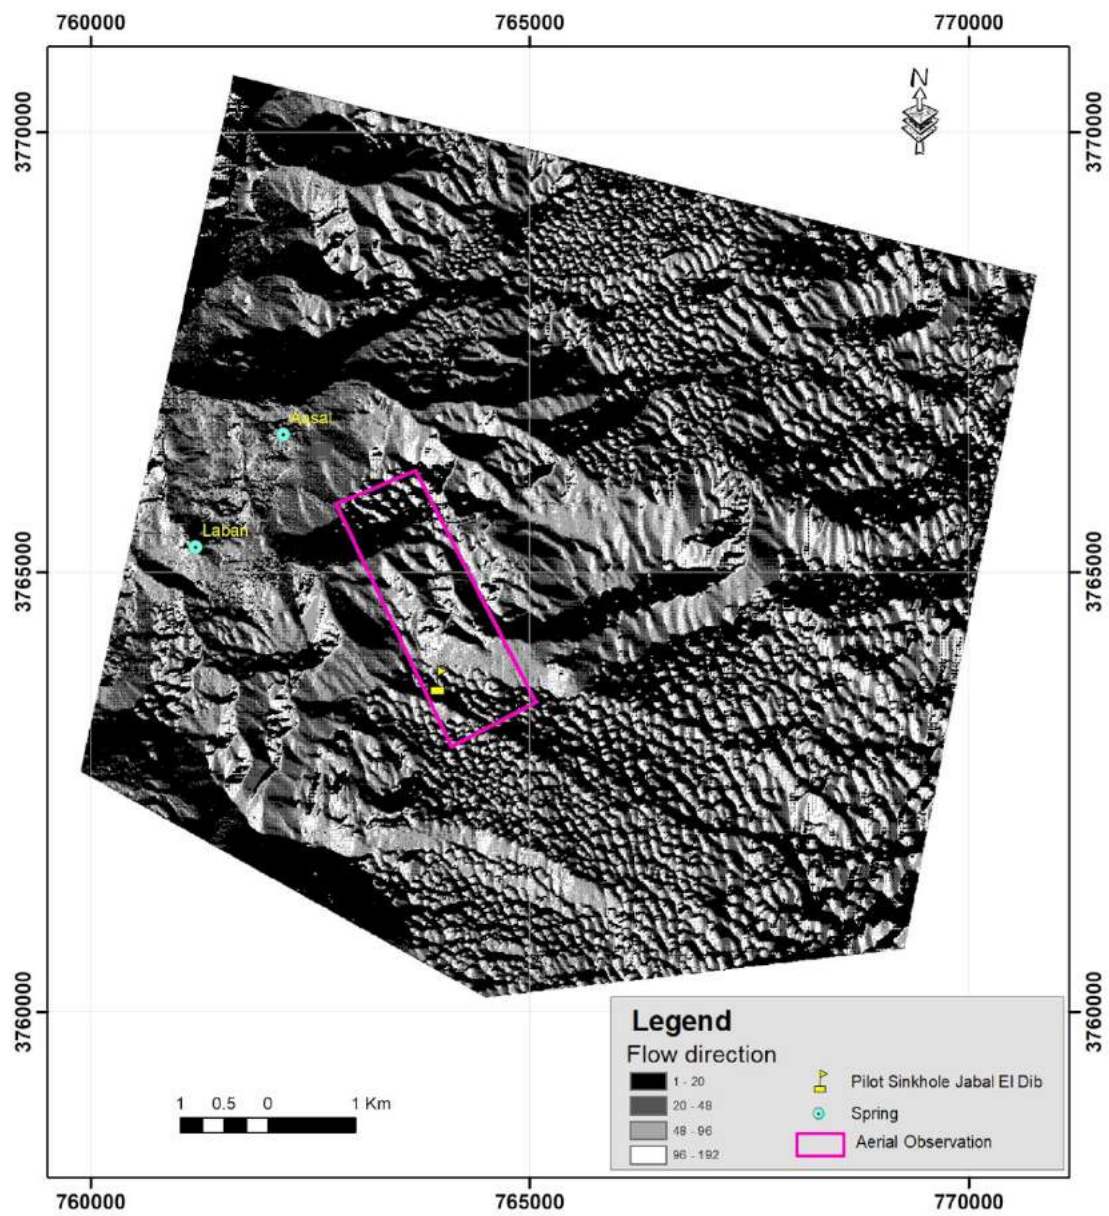 760000 765000 770000
N
3770000 3770000
Aasal
Laban
3765000 3765000
3760000 3760000
Legend
Flow direction
1 - 20
20 - 48
48 - 96
96 - 192
Pilot Sinkhole Jabal El Dib
Spring
Aerial Observation
1 0.5 0 1 Km
760000 765000 770000